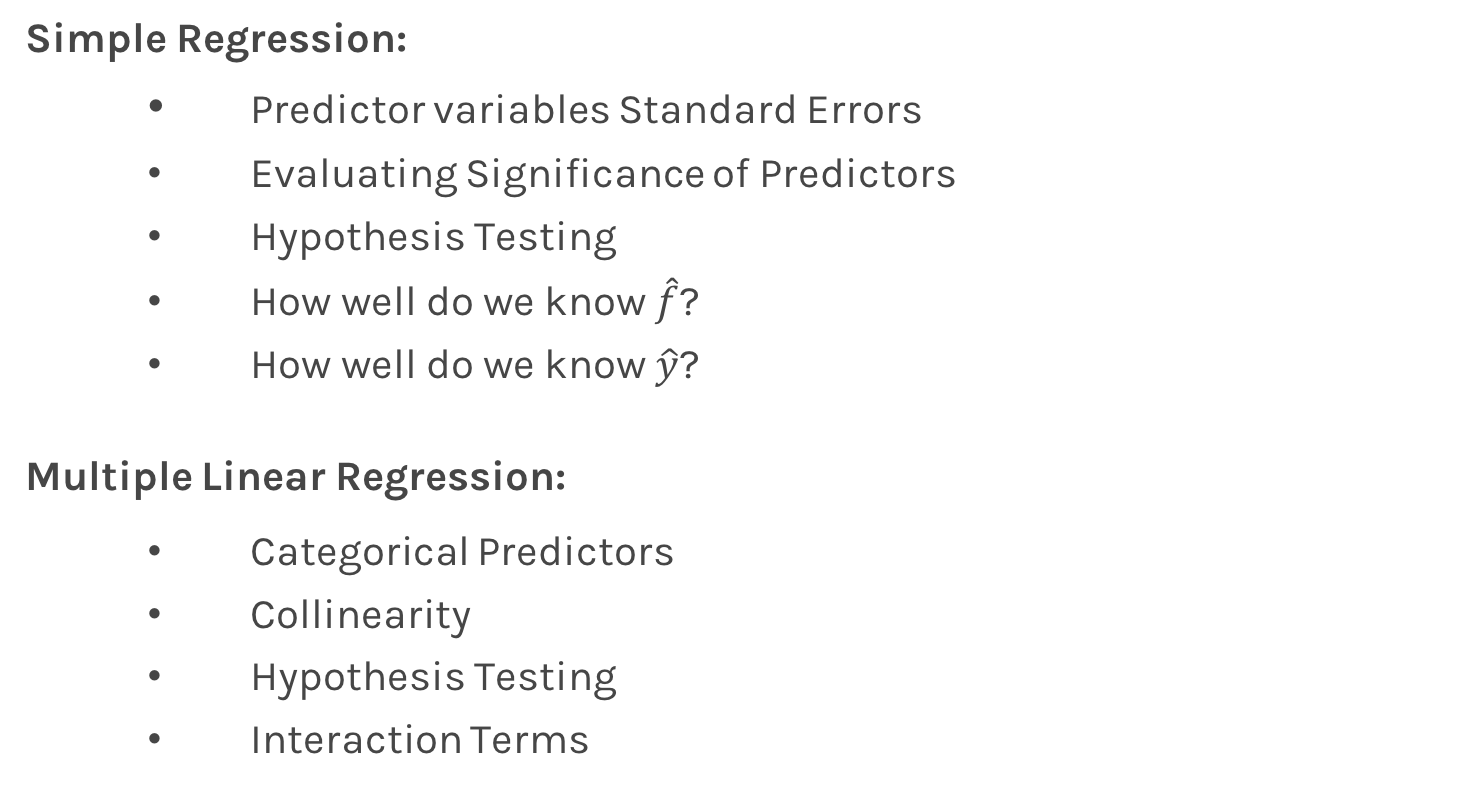 Simple Regression:
• Predictor variables Standard Errors
• Evaluating Significance of Predictors
• Hypothesis Testing
• How well do we know f̂?
• How well do we know ŷ?
Multiple Linear Regression:
• Categorical Predictors
• Collinearity
• Hypothesis Testing
• Interaction Terms